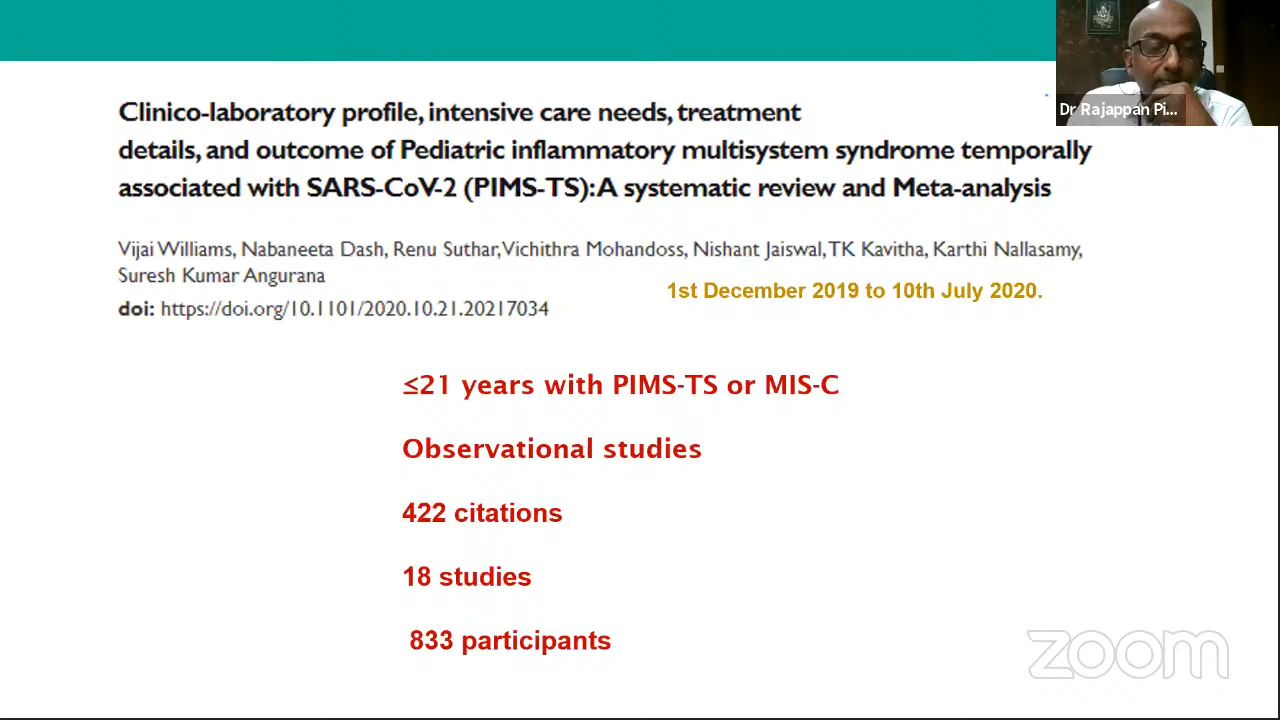 Dr Rajappan Pi...
Clinico-laboratory profile, intensive care needs, treatment
details, and outcome of Pediatric inflammatory multisystem syndrome temporally
associated with SARS-CoV-2 (PIMS-TS): A systematic review and Meta-analysis
Vijai Williams, Nabaneeta Dash, Renu Suthar, Vichithra Mohandoss, Nishant Jaiswal, TK Kavitha, Karthi Nallasamy,
Suresh Kumar Angurana
1st December 2019 to 10th July 2020.
doi: https://doi.org/10.1101/2020.10.21.20217034
≤21 years with PIMS-TS or MIS-C
Observational studies
422 citations
18 studies
833 participants
zoom